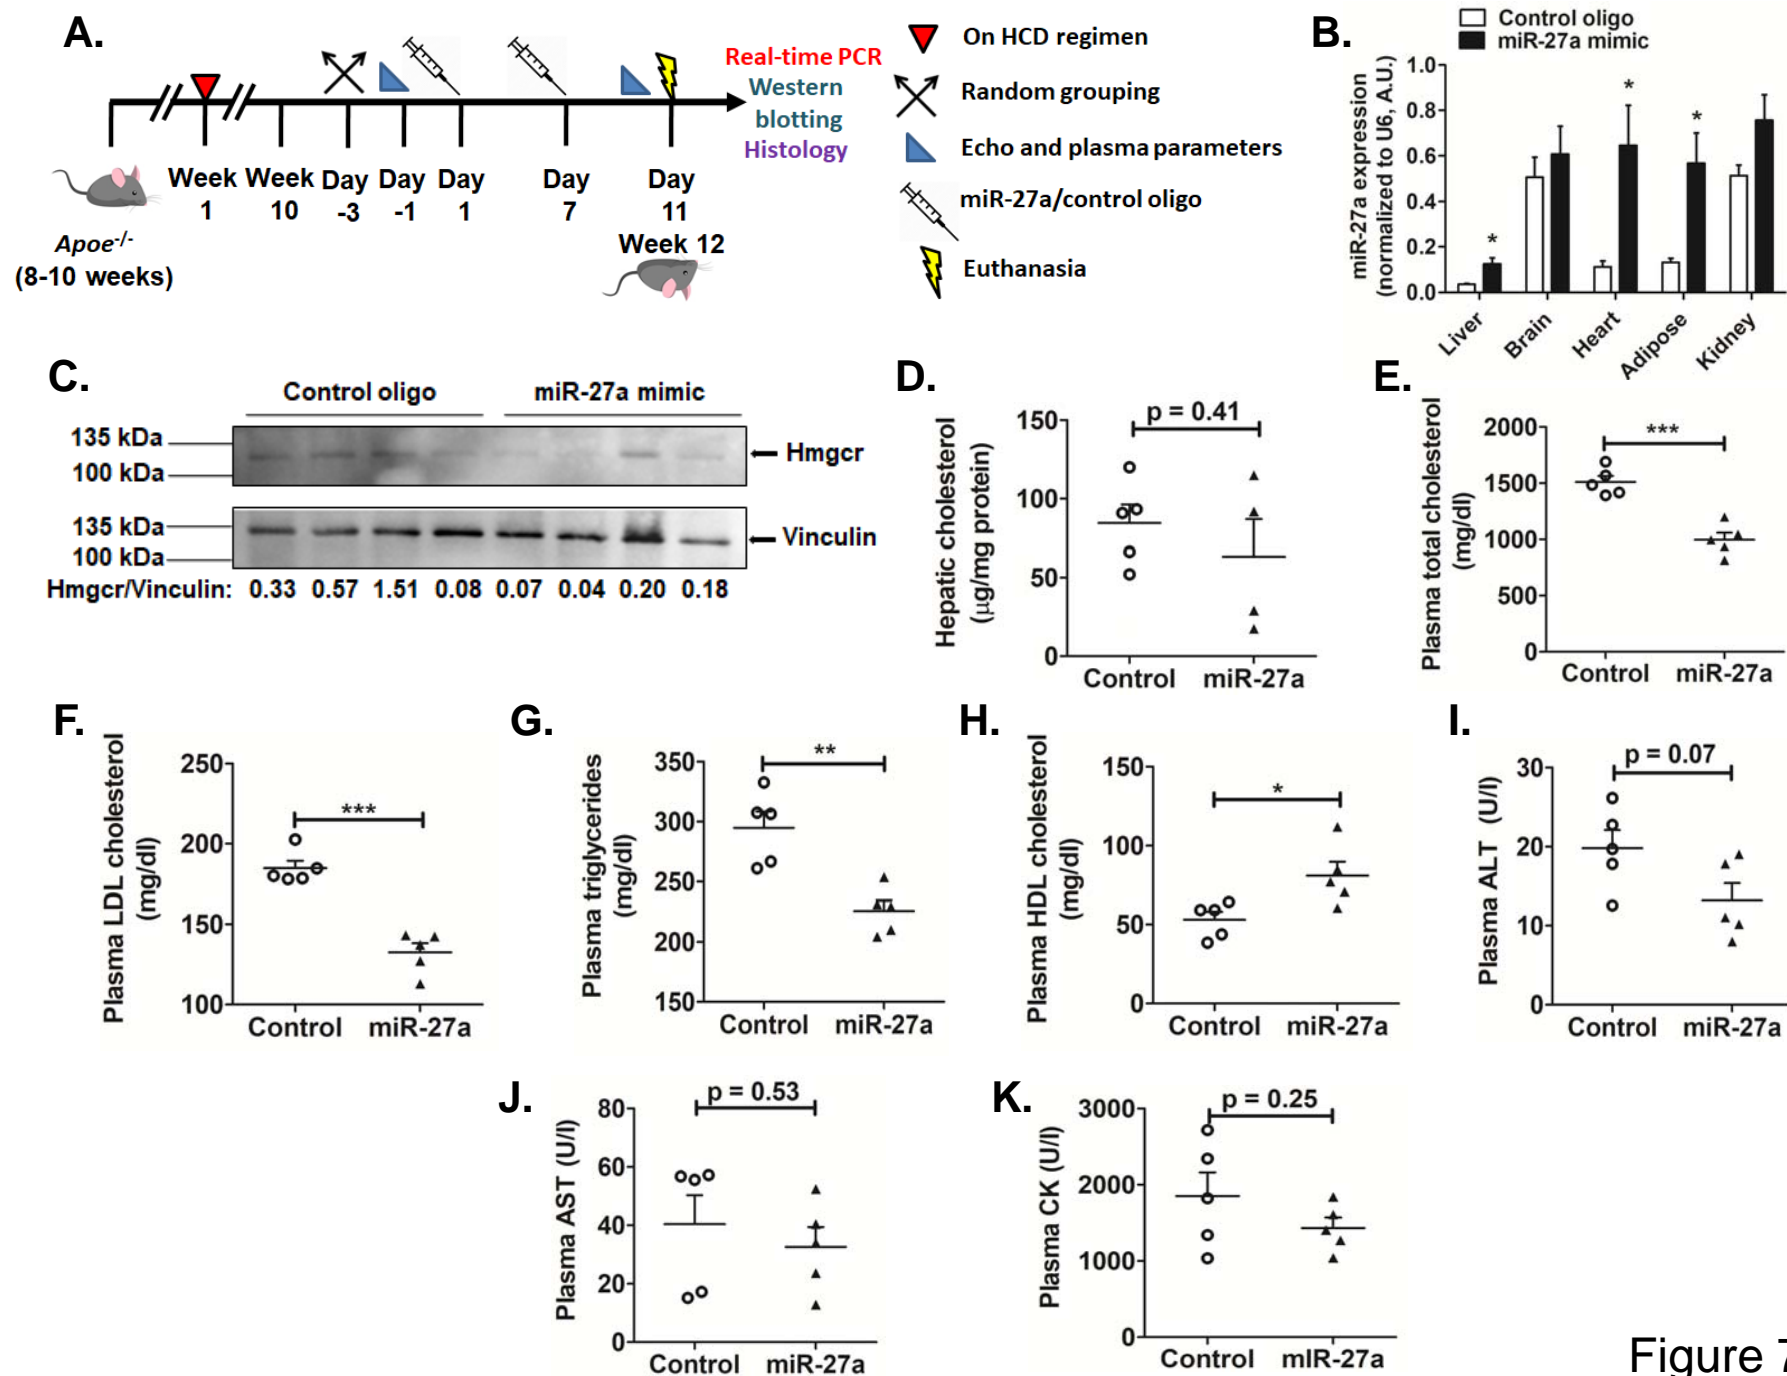 A.
Real-time PCR
Western
blotting
Histology
Week
1
Week
10
Day
-3
Day
-1
Day
1
Day
7
Day
11
Week 12
Apoe-/-
(8-10 weeks)
On HCD regimen
Random grouping
Echo and plasma parameters
miR-27a/control oligo
Euthanasia
B.
Control oligo
miR-27a mimic
miR-27a expression
(normalized to U6, A.U.)
1.0
0.8
0.6
0.4
0.2
0.0
*
*
*
Liver
Brain
Heart
Adipose
Kidney
C.
Control oligo
miR-27a mimic
135 kDa
100 kDa
Hmgcr
135 kDa
100 kDa
Vinculin
Hmgcr/Vinculin: 0.33 0.57 1.51 0.08 0.07 0.04 0.20 0.18
D.
Hepatic cholesterol
(µg/mg protein)
150
100
50
0
p = 0.41
Control miR-27a
E.
Plasma total cholesterol
(mg/dl)
2000
1500
1000
500
0
***
Control miR-27a
F.
Plasma LDL cholesterol
(mg/dl)
250
200
150
100
***
Control miR-27a
G.
Plasma triglycerides
(mg/dl)
350
300
250
200
150
**
Control miR-27a
H.
Plasma HDL cholesterol
(mg/dl)
150
100
50
0
*
Control miR-27a
I.
Plasma ALT (U/l)
30
20
10
0
p = 0.07
Control miR-27a
J.
Plasma AST (U/l)
80
60
40
20
0
p = 0.53
Control miR-27a
K.
Plasma CK (U/l)
3000
2000
1000
0
p = 0.25
Control mIR-27a
Figure 7